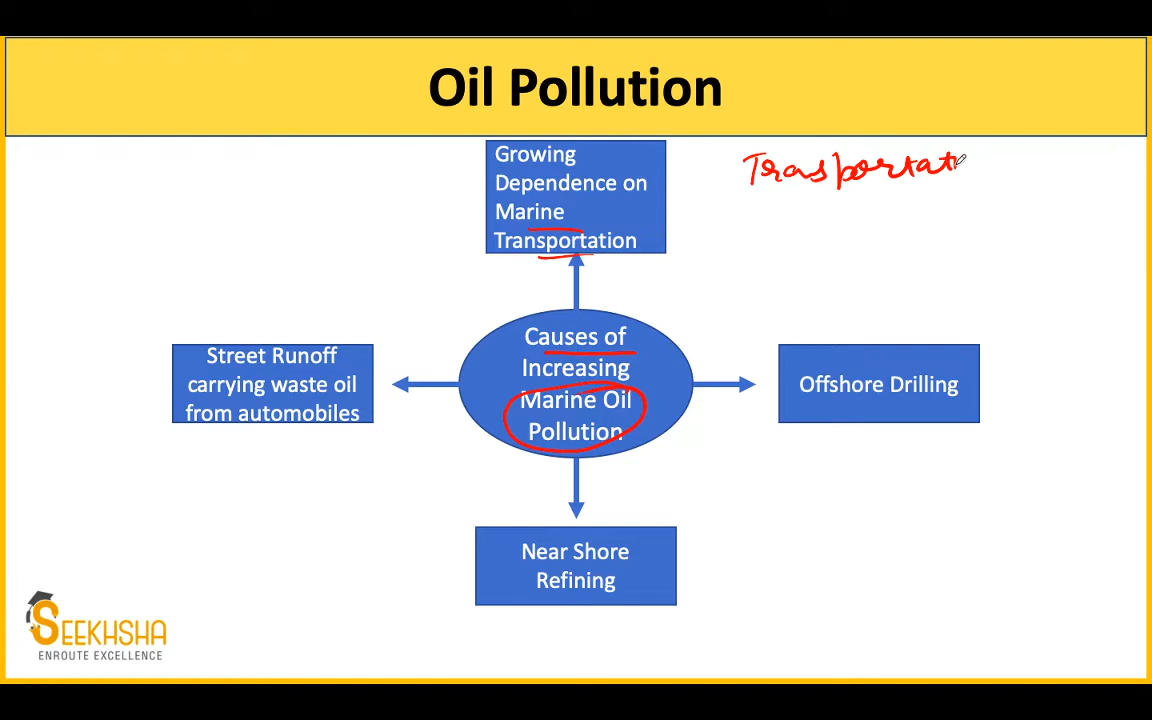 Oil Pollution
Growing
Dependence on
Marine
Transportation
Trasportat
Causes of
Increasing
Marine Oil
Pollution
Street Runoff
carrying waste oil
from automobiles
Offshore Drilling
Near Shore
Refining
SEEKHSHA
ENROUTE EXCELLENCE